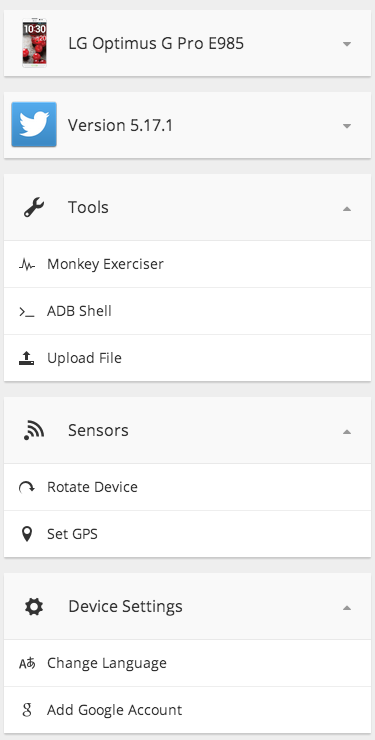 10:30
LG Optimus G Pro E985
Version 5.17.1
Tools
Monkey Exerciser
ADB Shell
Upload File
Sensors
Rotate Device
Set GPS
Device Settings
Aあ Change Language
g Add Google Account